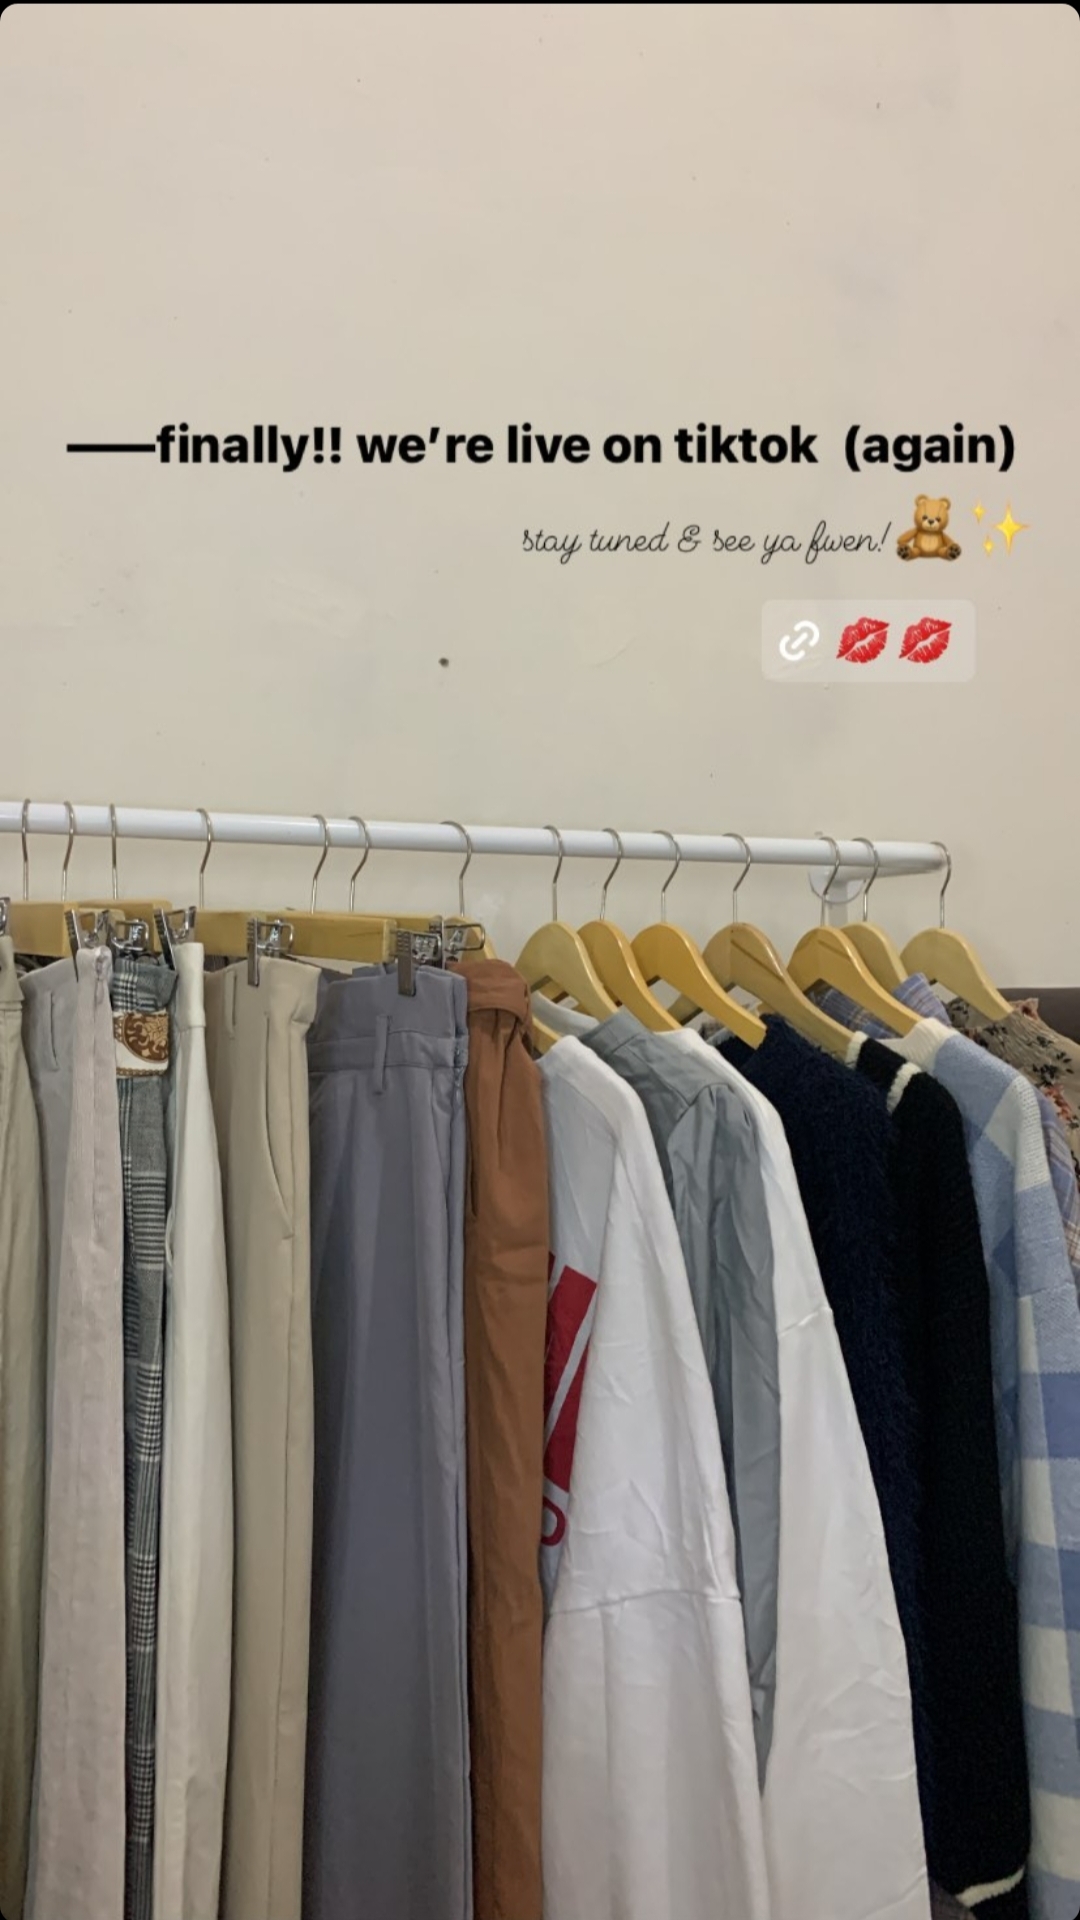 ——finally!! we’re live on tiktok (again)
stay tuned & see ya fwen!🧸✨
💋💋